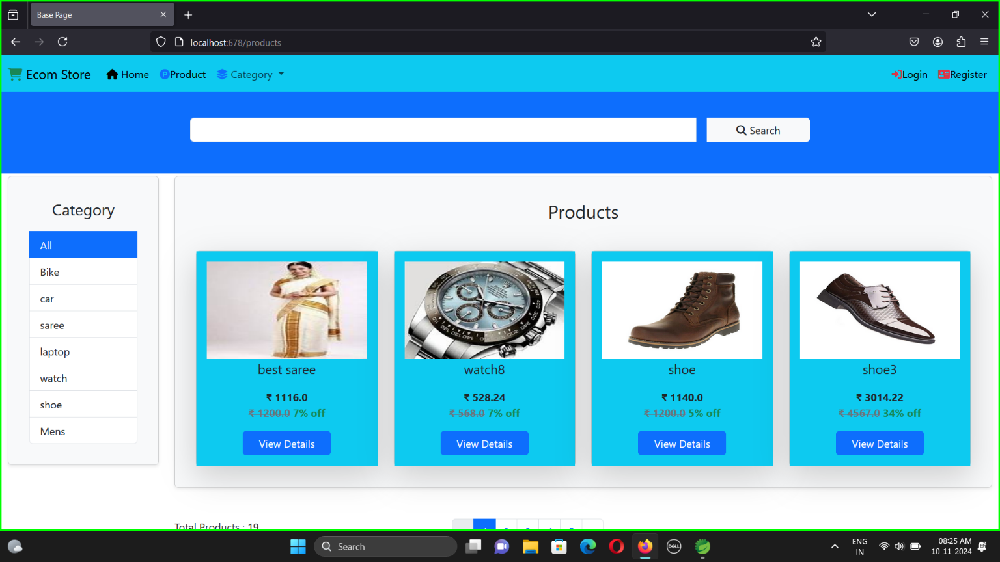 Base Page
localhost:678/products
Ecom Store Home Product Category Login Register
Search
Category
All
Bike
car
saree
laptop
watch
shoe
Mens
Products
best saree
₹ 1116.0
₹ 1200.0 7% off
View Details
watch8
₹ 528.24
₹ 568.0 7% off
View Details
shoe
₹ 1140.0
₹ 1200.0 5% off
View Details
shoe3
₹ 3014.22
₹ 4567.0 34% off
View Details
Total Products : 19
Search
DELL
ENG
IN
08:25 AM
10-11-2024